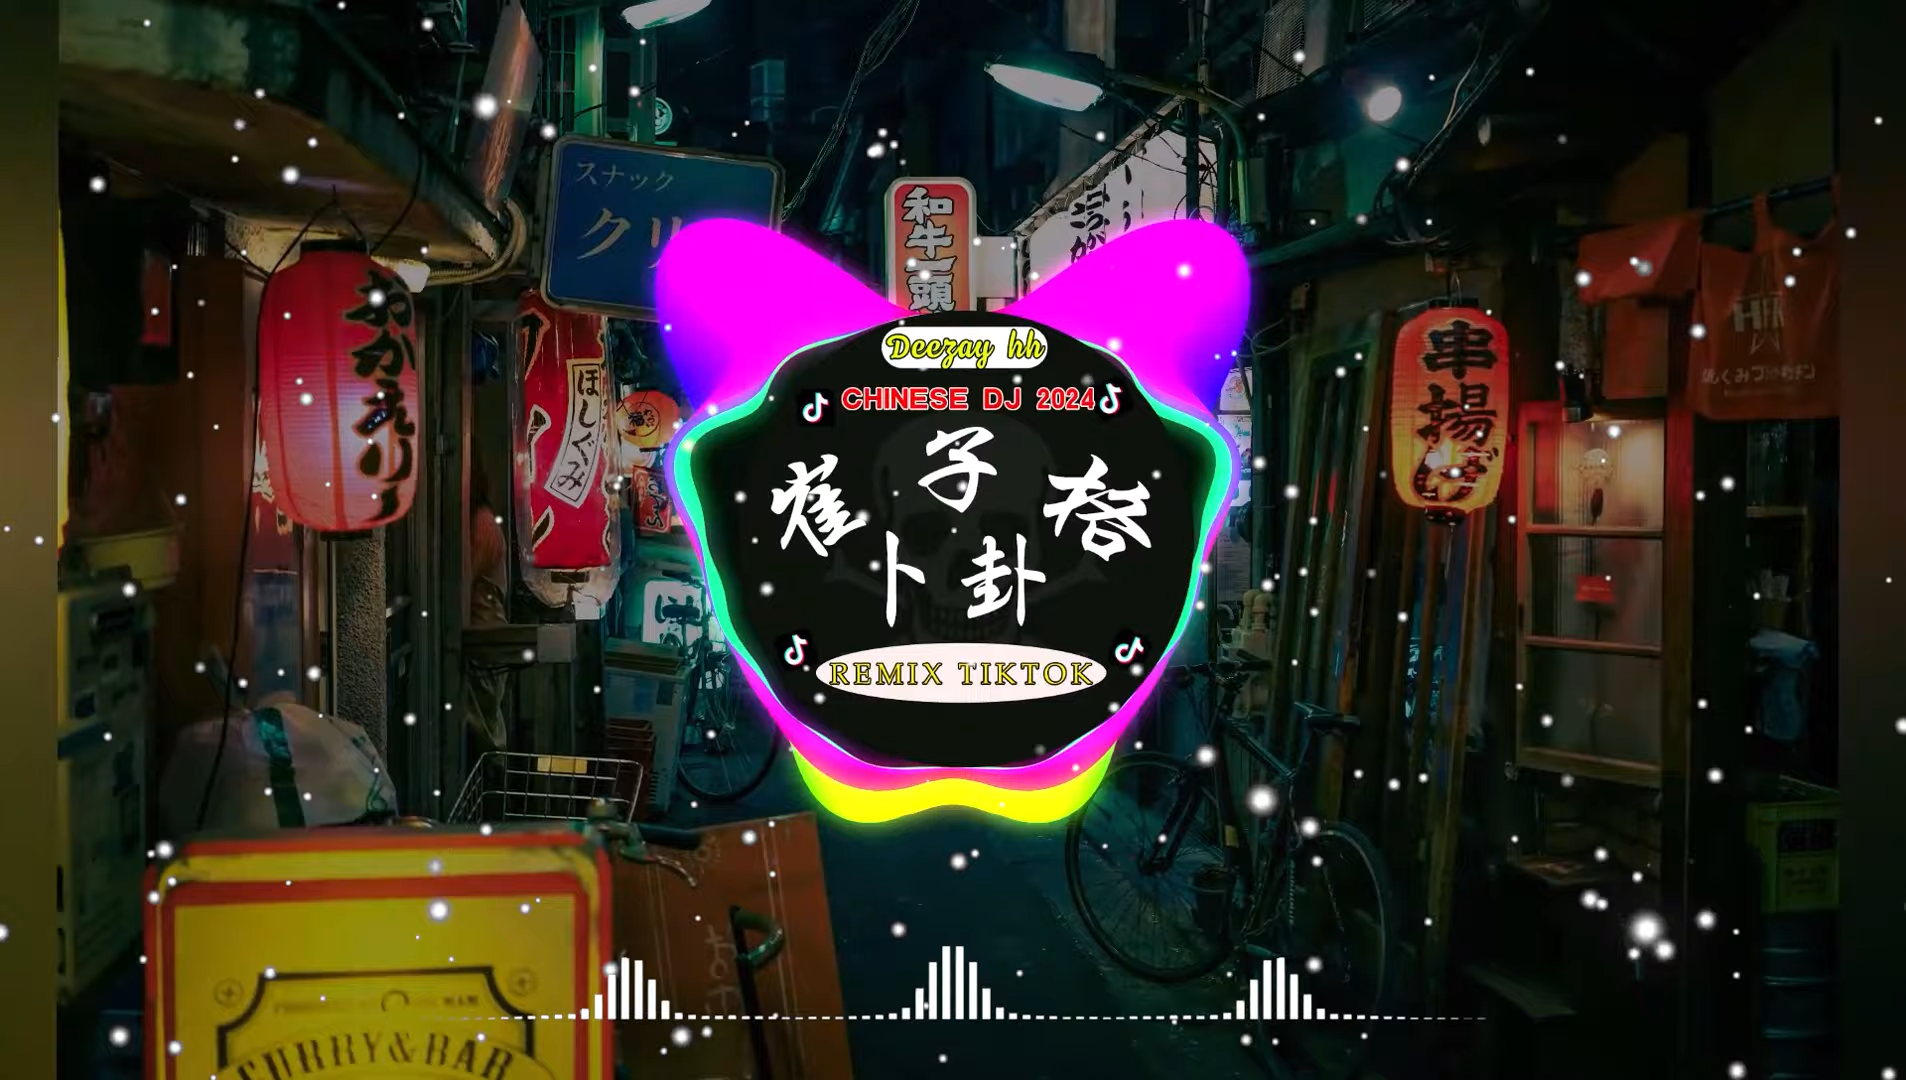 スナック
クリ
和牛一頭
おかえり
ほしぐみ
串揚げ
Deezay hh
CHINESE DJ 2024
崔子格
卜卦
REMIX TIKTOK
CURRY&BAR